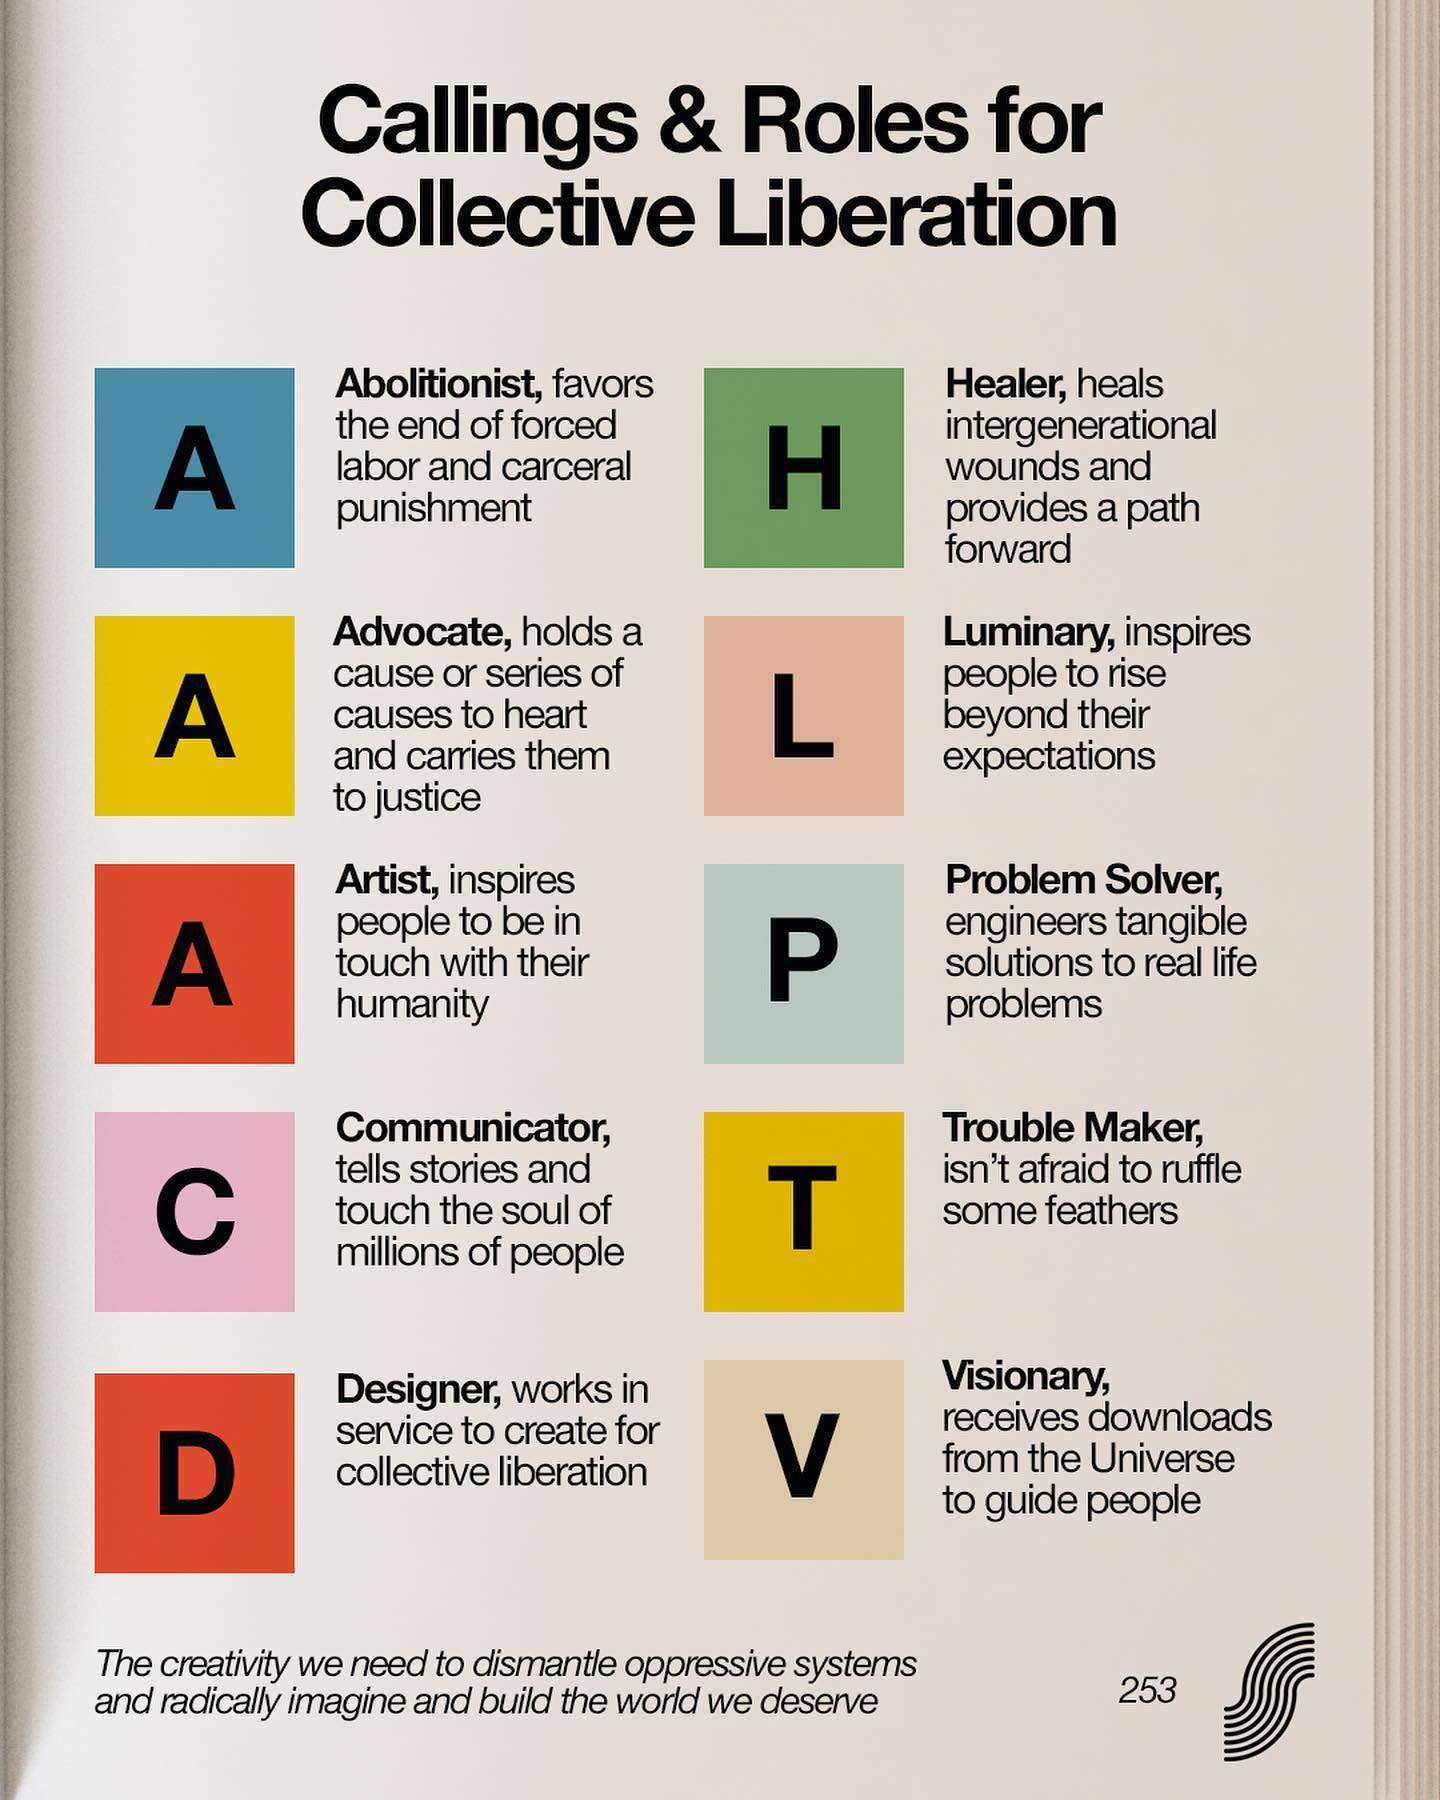 Callings & Roles for
Collective Liberation
A
Abolitionist, favors
the end of forced
labor and carceral
punishment
A
Advocate, holds a
cause or series of
causes to heart
and carries them
to justice
A
Artist, inspires
people to be in
touch with their
humanity
C
Communicator,
tells stories and
touch the soul of
millions of people
D
Designer, works in
service to create for
collective liberation
H
Healer, heals
intergenerational
wounds and
provides a path
forward
L
Luminary, inspires
people to rise
beyond their
expectations
P
Problem Solver,
engineers tangible
solutions to real life
problems
T
Trouble Maker,
isn’t afraid to ruffle
some feathers
V
Visionary,
receives downloads
from the Universe
to guide people
The creativity we need to dismantle oppressive systems
and radically imagine and build the world we deserve
253